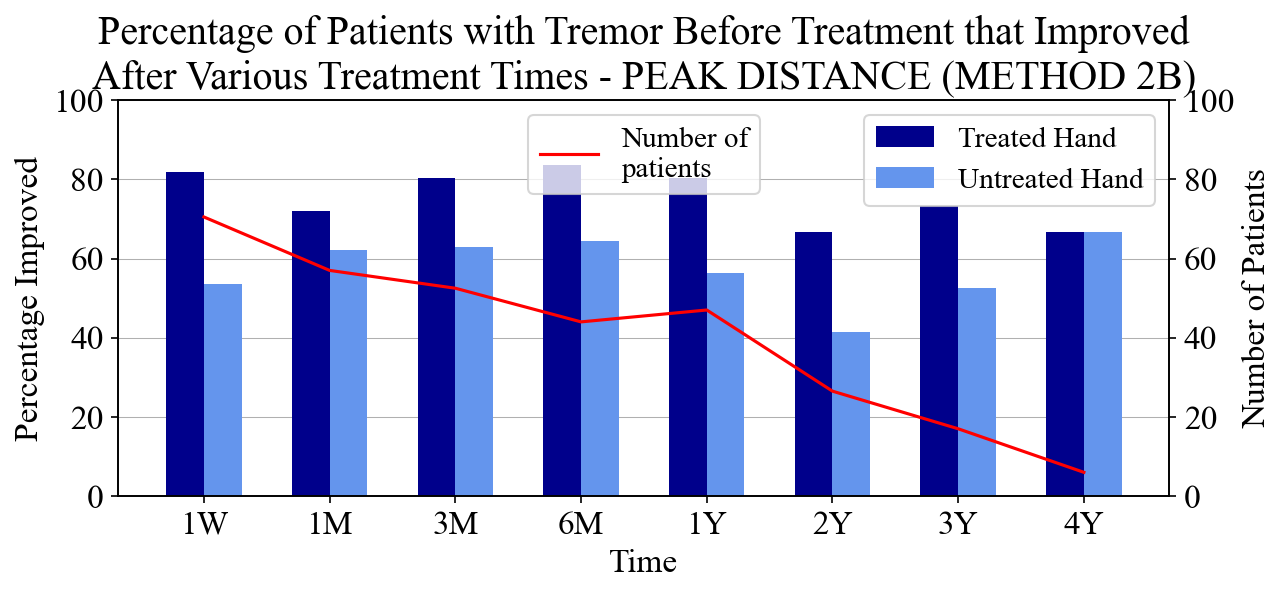 Percentage of Patients with Tremor Before Treatment that Improved
After Various Treatment Times - PEAK DISTANCE (METHOD 2B)
Number of
patients
Treated Hand
Untreated Hand
Percentage Improved
100
80
60
40
20
0
100
80
60
40
20
0
Number of Patients
1W 1M 3M 6M 1Y 2Y 3Y 4Y
Time